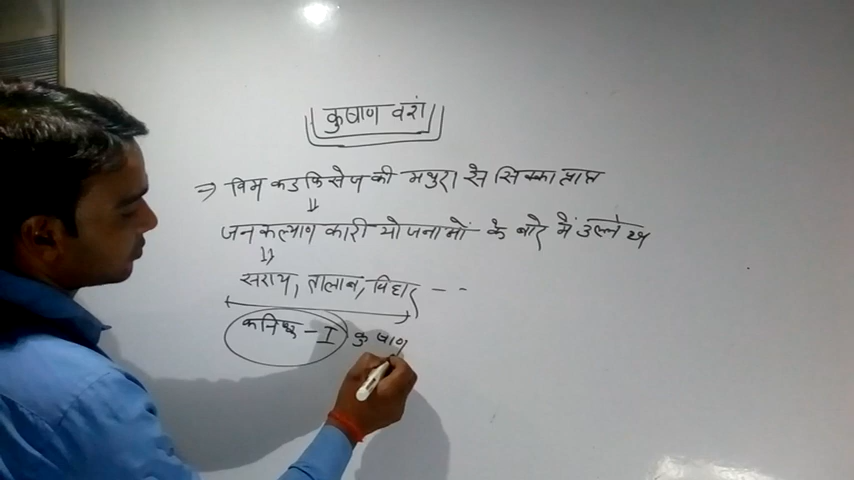 कुषाण वंश
⇒ विम कडफिसेप की मथुरा से सिक्का प्राप्त
⇓
जनकल्याण कारी योजनाओं के बारे में उल्लेख
⇓
सराय, तालाब, विहार - -
कनिष्क - I कुषाण